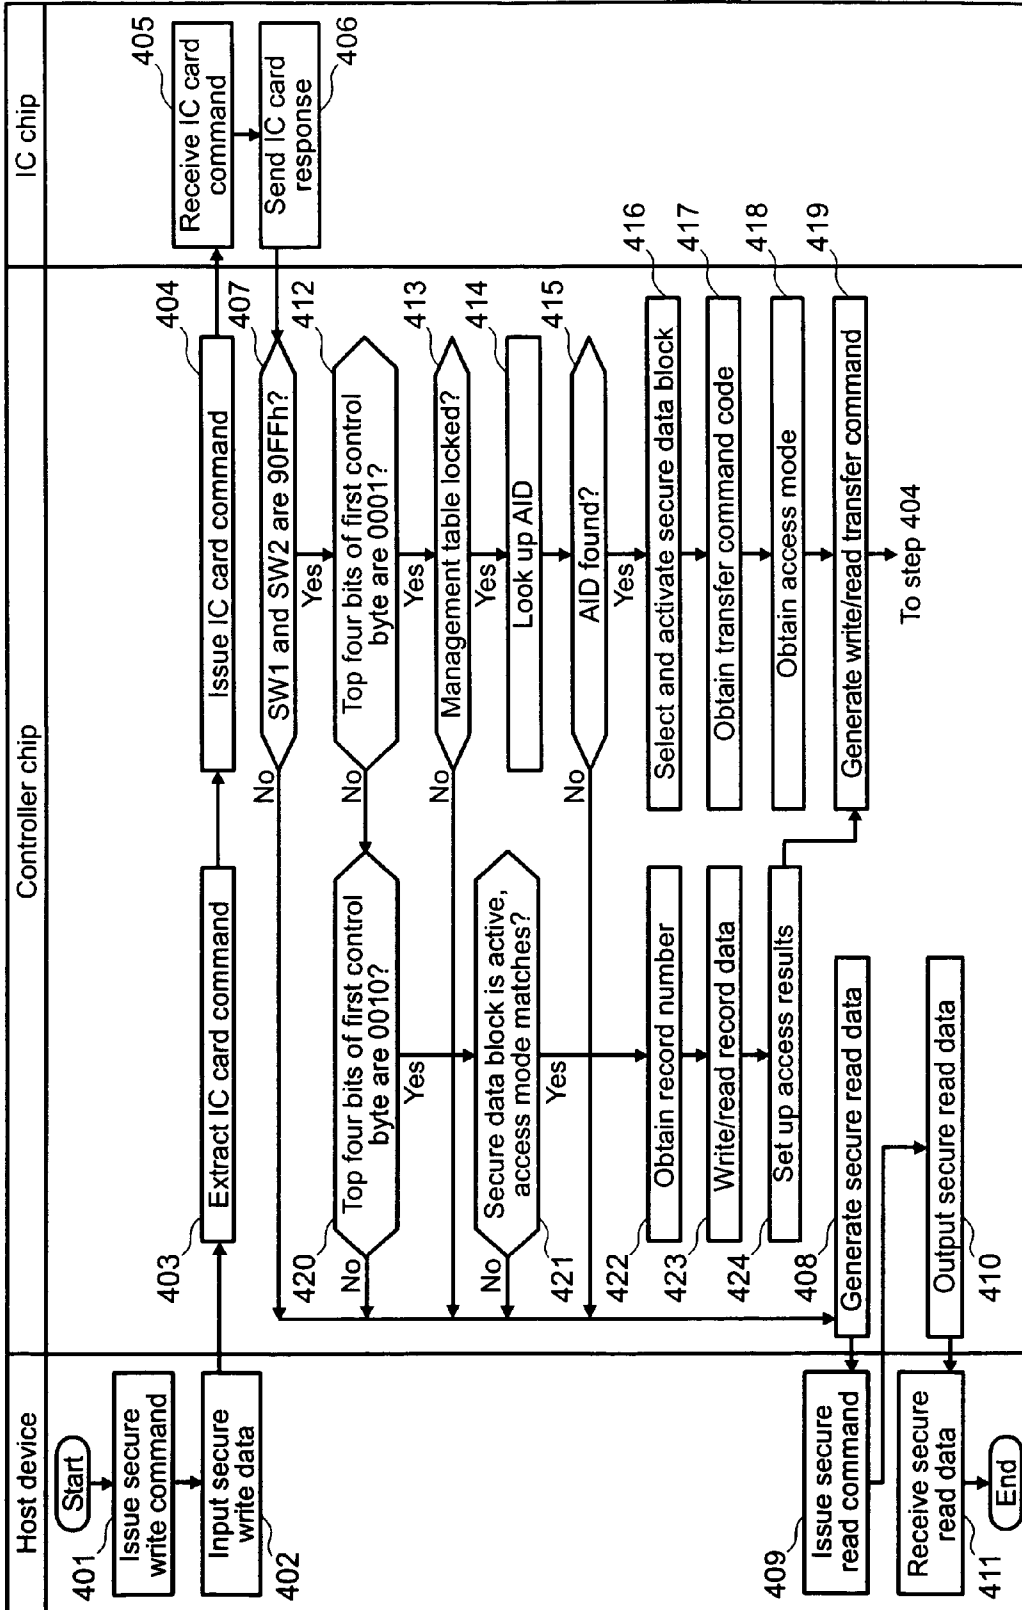 Host device
Controller chip
IC chip
Start
401
Issue secure
write command
Input secure
write data
402
403
Extract IC card command
404
Issue IC card command
405
Receive IC card
command
Send IC card
response
406
407
SW1 and SW2 are 90FFh?
No
Yes
412
Top four bits of first control
byte are 0001?
No
Yes
413
Management table locked?
No
Yes
414
Look up AID
415
AID found?
No
Yes
416
Select and activate secure data block
417
Obtain transfer command code
418
Obtain access mode
419
Generate write/read transfer command
To step 404
420
Top four bits of first control
byte are 0010?
No
Yes
Secure data block is active,
access mode matches?
421
No
Yes
422
Obtain record number
423
Write/read record data
424
Set up access results
408
Generate secure read data
409
Issue secure
read command
Output secure read data
410
Receive secure
read data
411
End